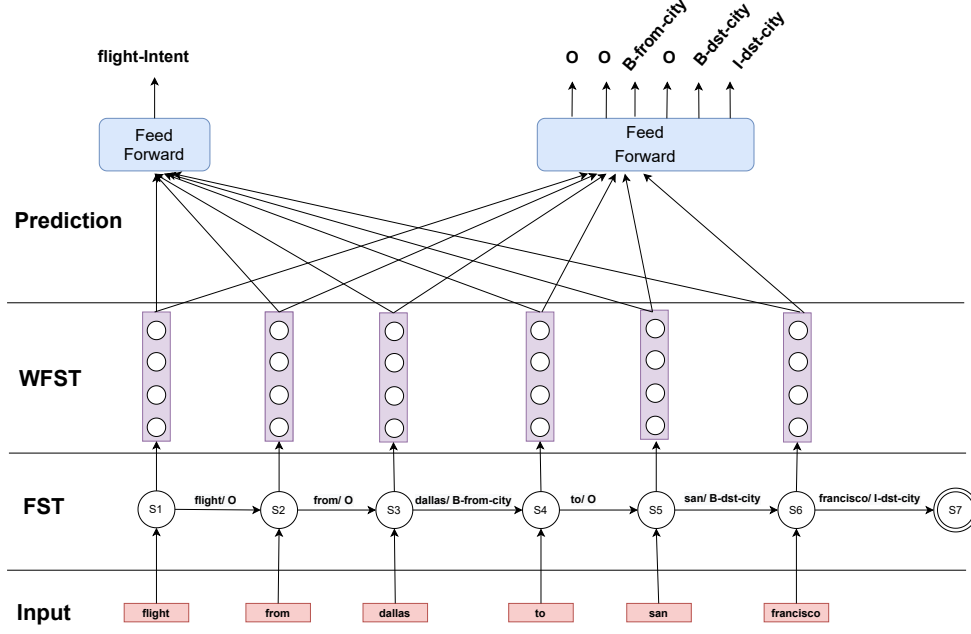 flight-Intent
O
O
B-from-city
O
B-dst-city
I-dst-city
Feed
Forward
Feed
Forward
Prediction
WFST
FST
S1
flight/ O
S2
from/ O
S3
dallas/ B-from-city
S4
to/ O
S5
san/ B-dst-city
S6
francisco/ I-dst-city
S7
Input
flight
from
dallas
to
san
francisco